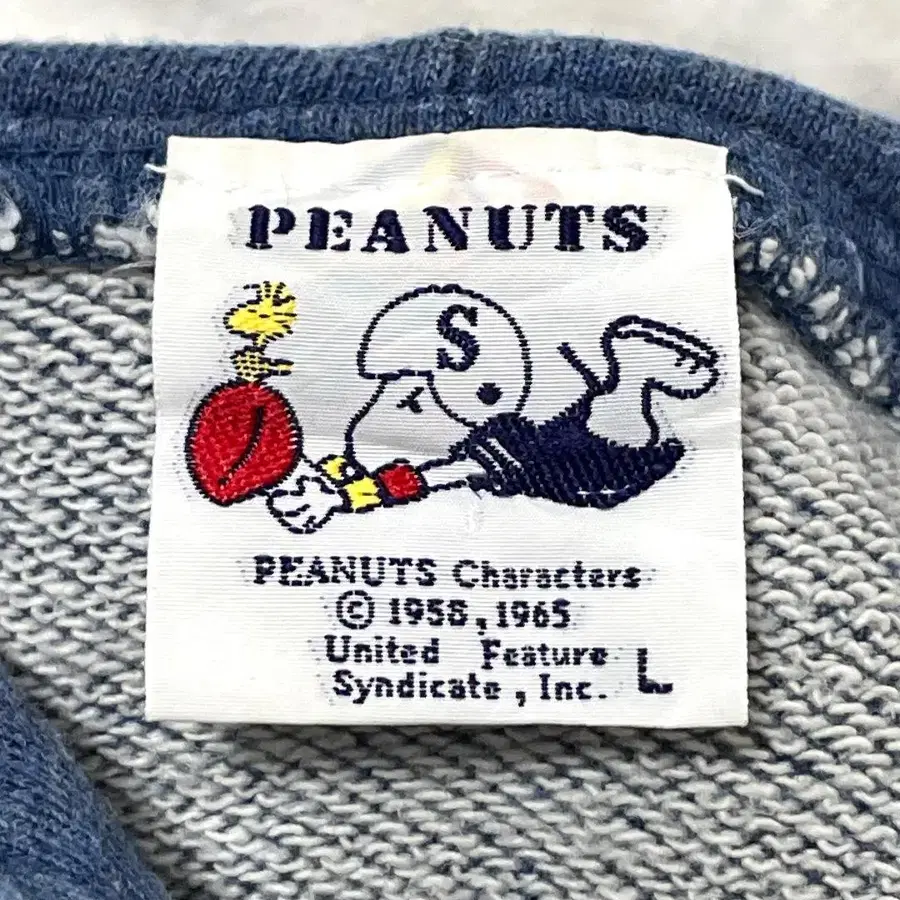 PEANUTS
S
PEANUTS Characters
© 1958, 1965
United Feature
Syndicate, Inc. L